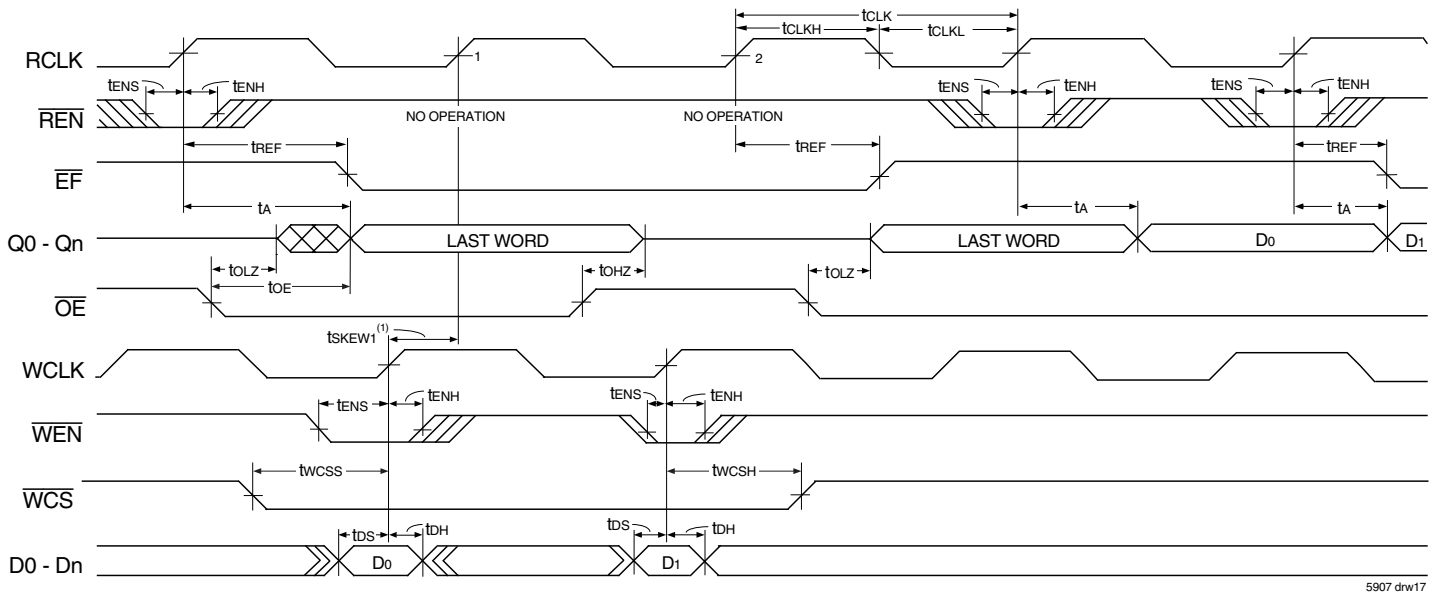 tCLK
tCLKH
tCLKL
RCLK
1
2
tENS
tENH
tENS
tENH
tENS
tENH
REN
NO OPERATION
NO OPERATION
tREF
tREF
tREF
EF
tA
tA
tA
Q0 - Qn
LAST WORD
LAST WORD
D0
D1
tOLZ
tOHZ
tOLZ
tOE
OE
tSKEW1(1)
WCLK
tENS
tENH
tENS
tENH
WEN
tWCSS
tWCSH
WCS
tDS
tDH
tDS
tDH
D0 - Dn
D0
D1
5907 drw17